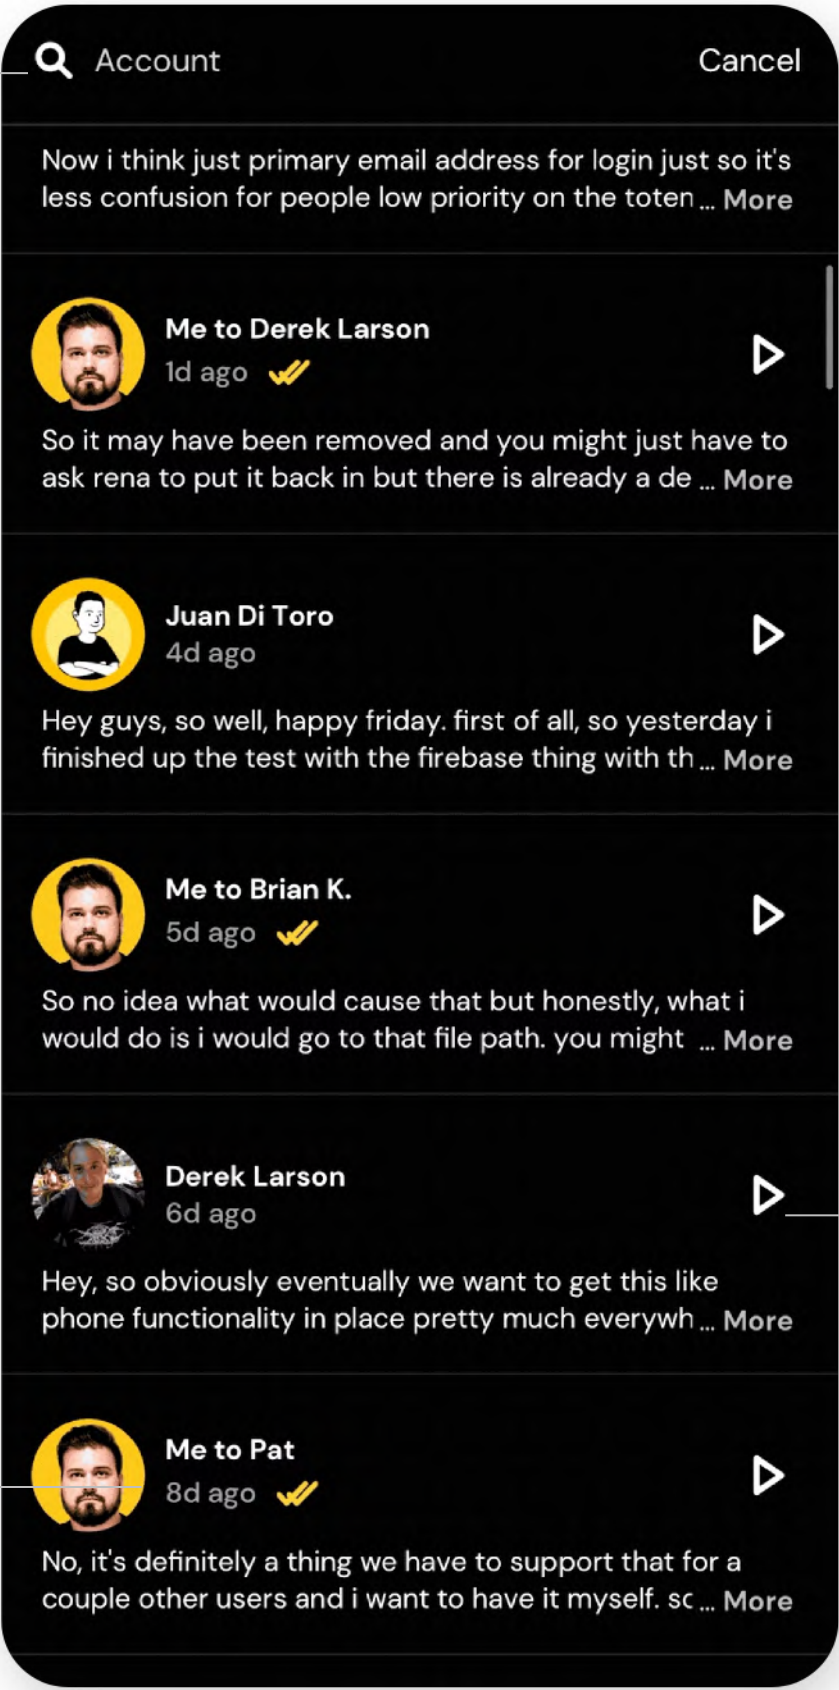 Account
Cancel
Now i think just primary email address for login just so it's
less confusion for people low priority on the toten ... More
Me to Derek Larson
1d ago
So it may have been removed and you might just have to
ask rena to put it back in but there is already a de ... More
Juan Di Toro
4d ago
Hey guys, so well, happy friday. first of all, so yesterday i
finished up the test with the firebase thing with th ... More
Me to Brian K.
5d ago
So no idea what would cause that but honestly, what i
would do is i would go to that file path. you might ... More
Derek Larson
6d ago
Hey, so obviously eventually we want to get this like
phone functionality in place pretty much everywh ... More
Me to Pat
8d ago
No, it's definitely a thing we have to support that for a
couple other users and i want to have it myself. so ... More